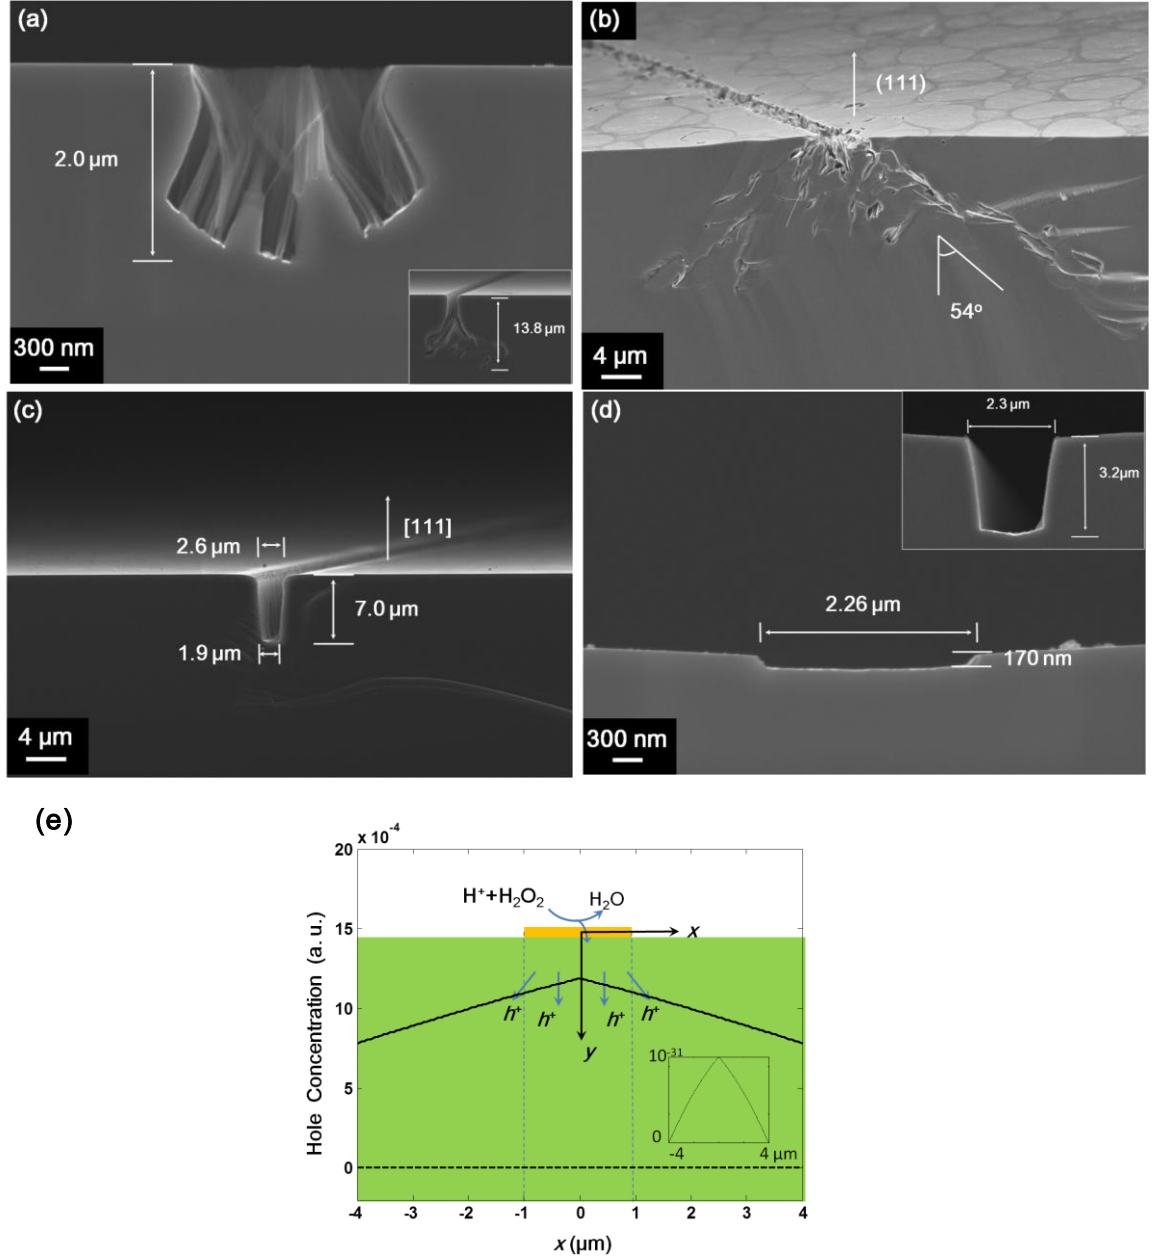 (a)
2.0 μm
13.8 μm
300 nm
(b)
(111)
54º
4 μm
(c)
[111]
2.6 μm
7.0 μm
1.9 μm
4 μm
(d)
2.3 μm
3.2μm
2.26 μm
170 nm
300 nm
(e)
x 10⁻⁴
20
15
10
5
0
Hole Concentration (a. u.)
H⁺+H₂O₂
H₂O
x
h⁺
h⁺
h⁺
h⁺
y
10⁻³¹
0
-4
4 μm
-4
-3
-2
-1
0
1
2
3
4
x (μm)